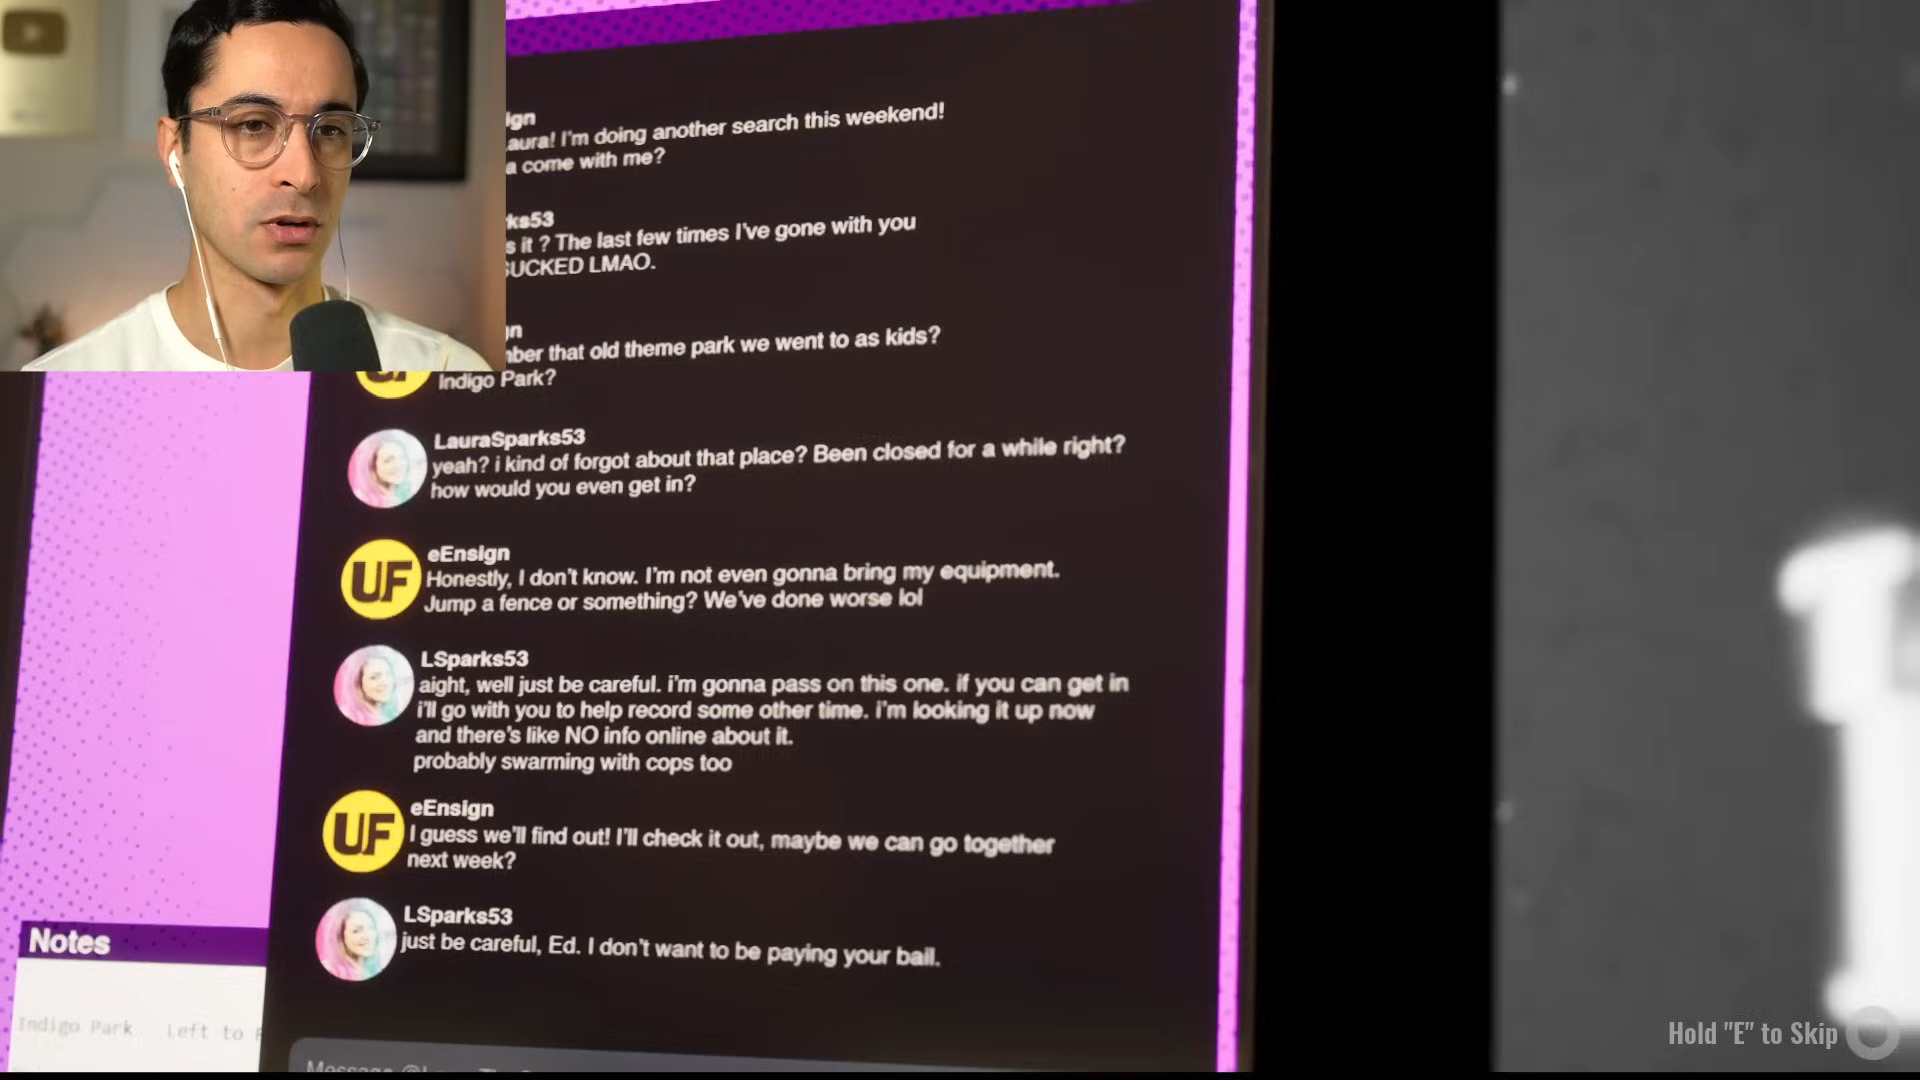 ign
aura! I'm doing another search this weekend!
a come with me?
ks53
s it ? The last few times I've gone with you
SUCKED LMAO.
n
nber that old theme park we went to as kids?
Indigo Park?
LauraSparks53
yeah? i kind of forgot about that place? Been closed for a while right?
how would you even get in?
UF
eEnsign
Honestly, I don't know. I'm not even gonna bring my equipment.
Jump a fence or something? We've done worse lol
LSparks53
aight, well just be careful. i'm gonna pass on this one. if you can get in
i'll go with you to help record some other time. i'm looking it up now
and there's like NO info online about it.
probably swarming with cops too
UF
eEnsign
I guess we'll find out! I'll check it out, maybe we can go together
next week?
LSparks53
just be careful, Ed. I don't want to be paying your bail.
Notes
Indigo Park Left to
Message
Hold "E" to Skip